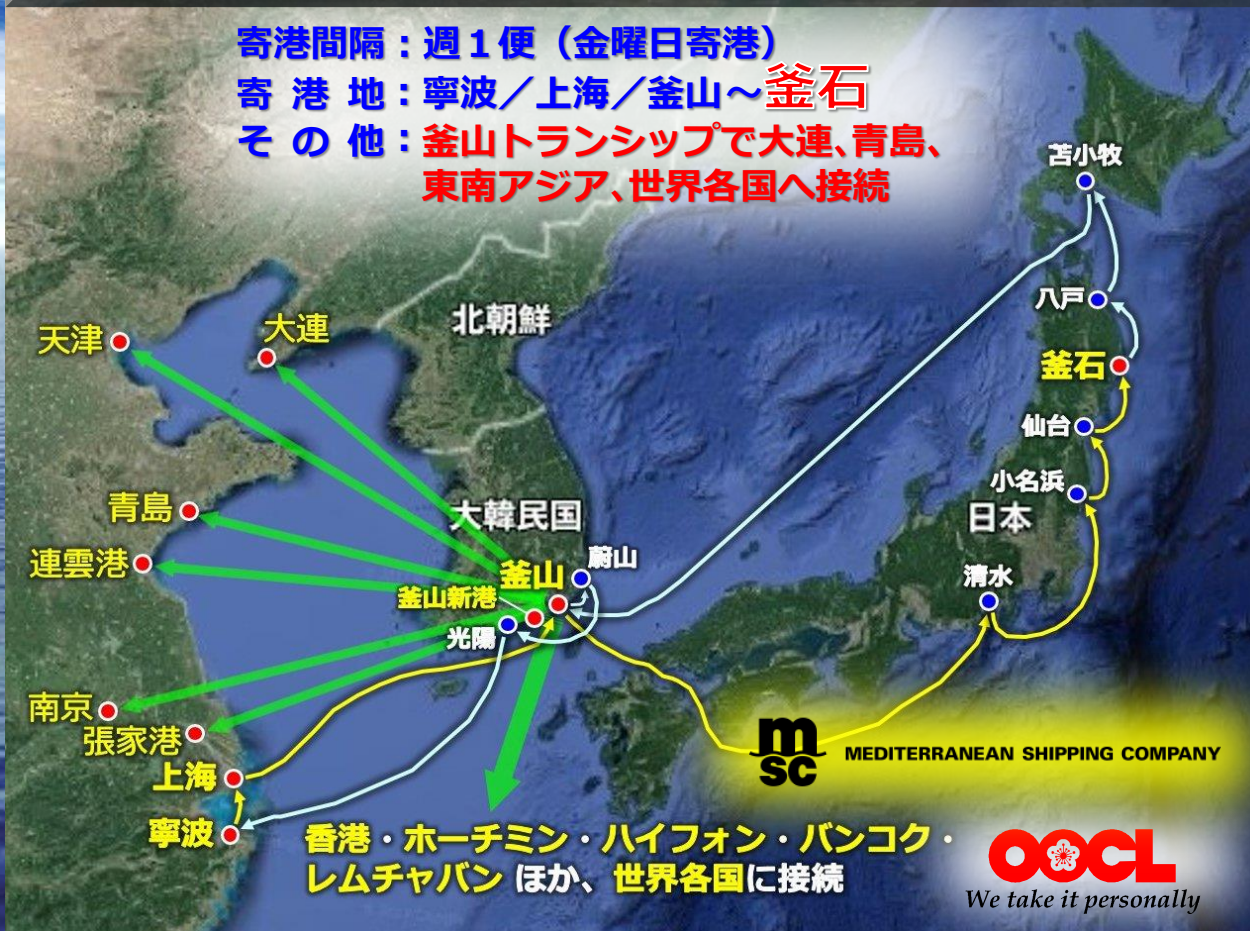 寄港間隔：週１便（金曜日寄港）
寄 港 地：寧波／上海／釜山～釜石
そ の 他：釜山トランシップで大連、青島、
東南アジア、世界各国へ接続
苫小牧
八戸
釜石
仙台
小名浜
日本
清水
北朝鮮
天津
大連
青島
連雲港
大韓民国
蔚山
釜山
釜山新港
光陽
南京
張家港
上海
寧波
msc
MEDITERRANEAN SHIPPING COMPANY
香港・ホーチミン・ハイフォン・バンコク・
レムチャバン ほか、世界各国に接続
OOCL
We take it personally